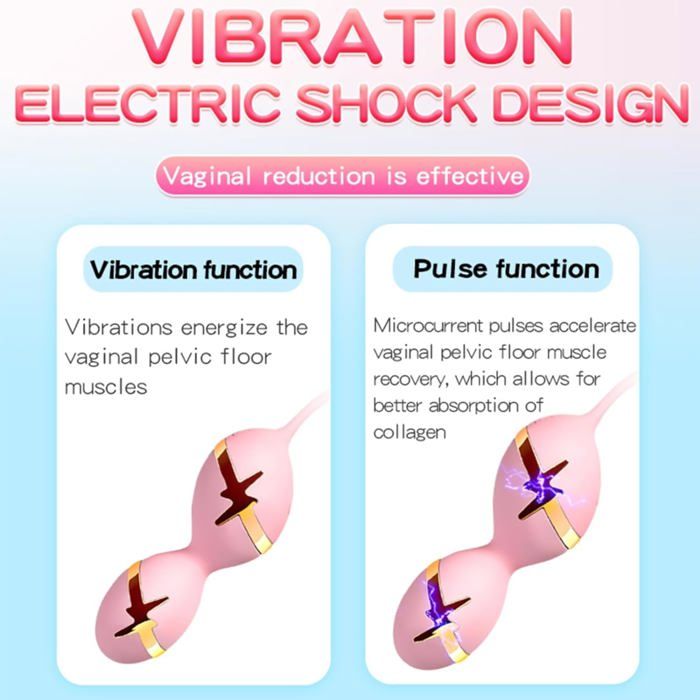 VIBRATION
ELECTRIC SHOCK DESIGN
Vaginal reduction is effective
Vibration function
Vibrations energize the
vaginal pelvic floor
muscles
Pulse function
Microcurrent pulses accelerate
vaginal pelvic floor muscle
recovery, which allows for
better absorption of
collagen